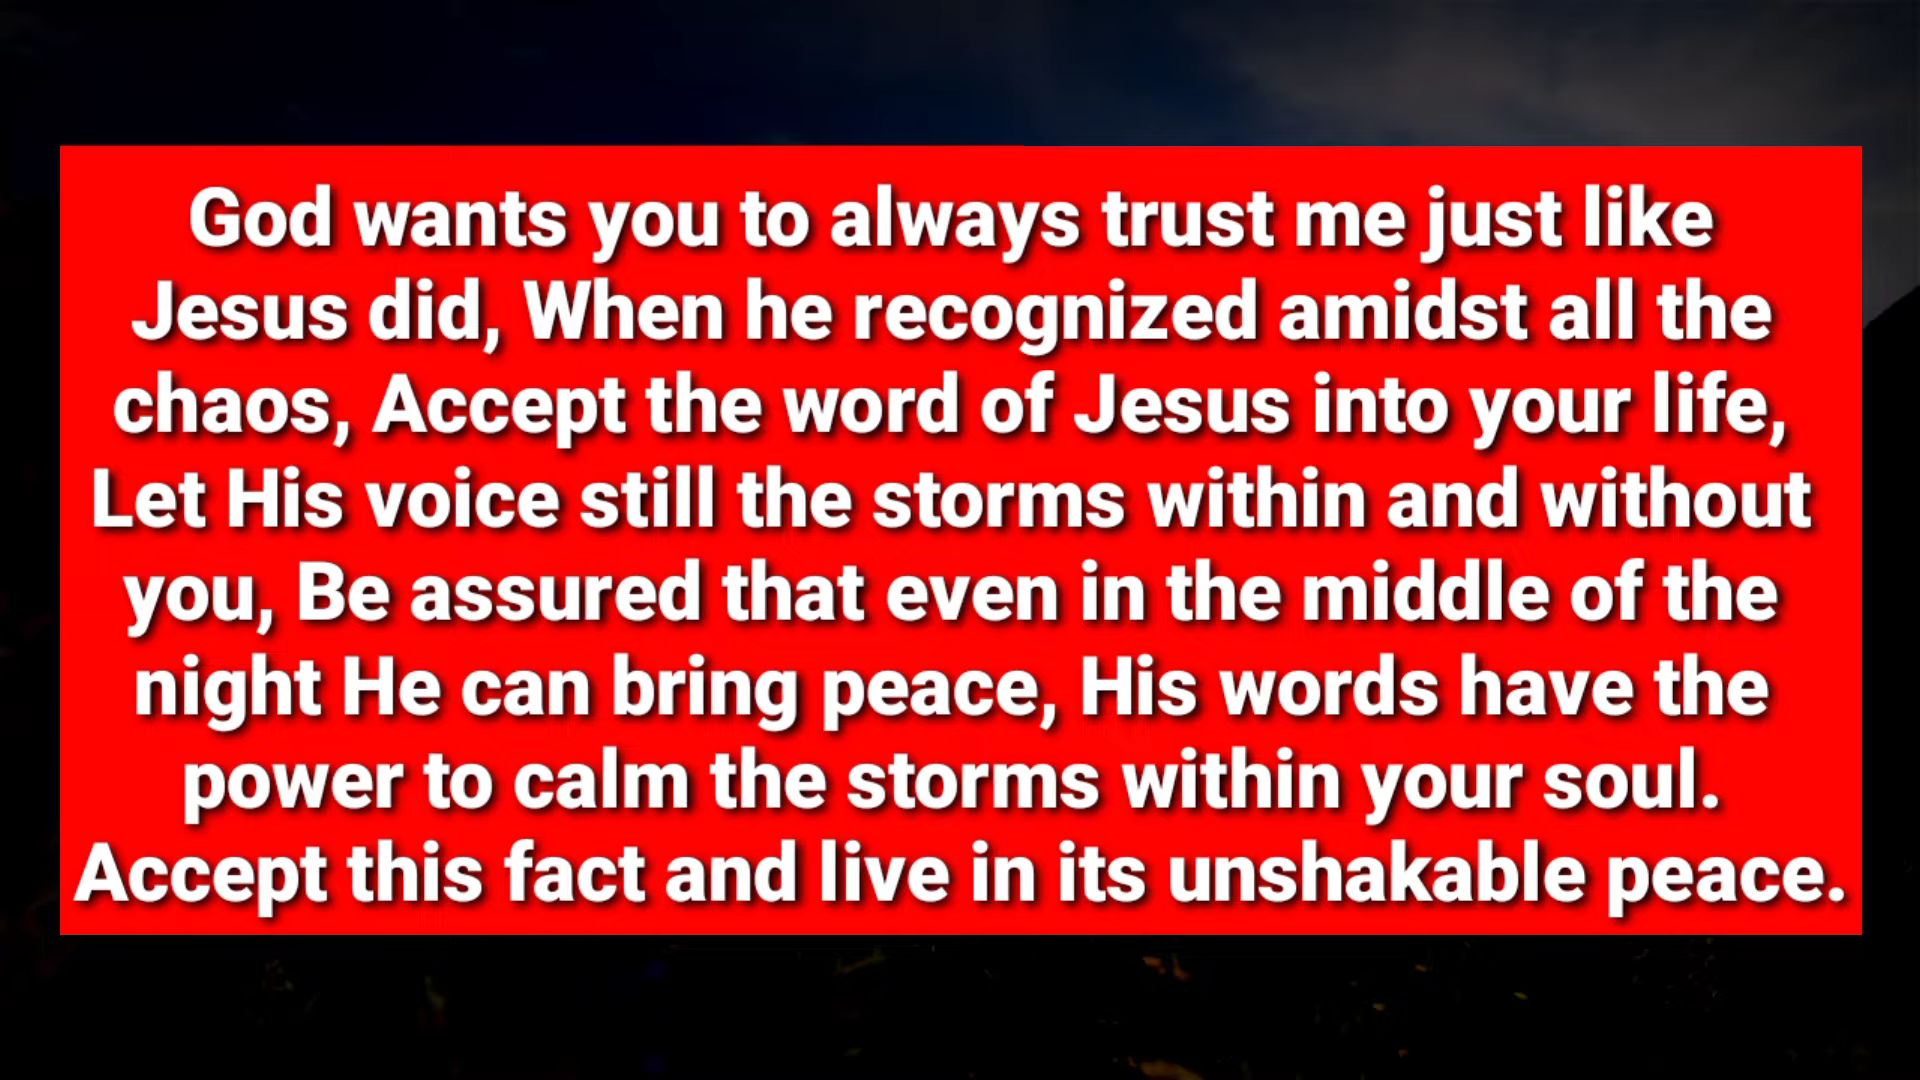 God wants you to always trust me just like
Jesus did, When he recognized amidst all the
chaos, Accept the word of Jesus into your life,
Let His voice still the storms within and without
you, Be assured that even in the middle of the
night He can bring peace, His words have the
power to calm the storms within your soul.
Accept this fact and live in its unshakable peace.